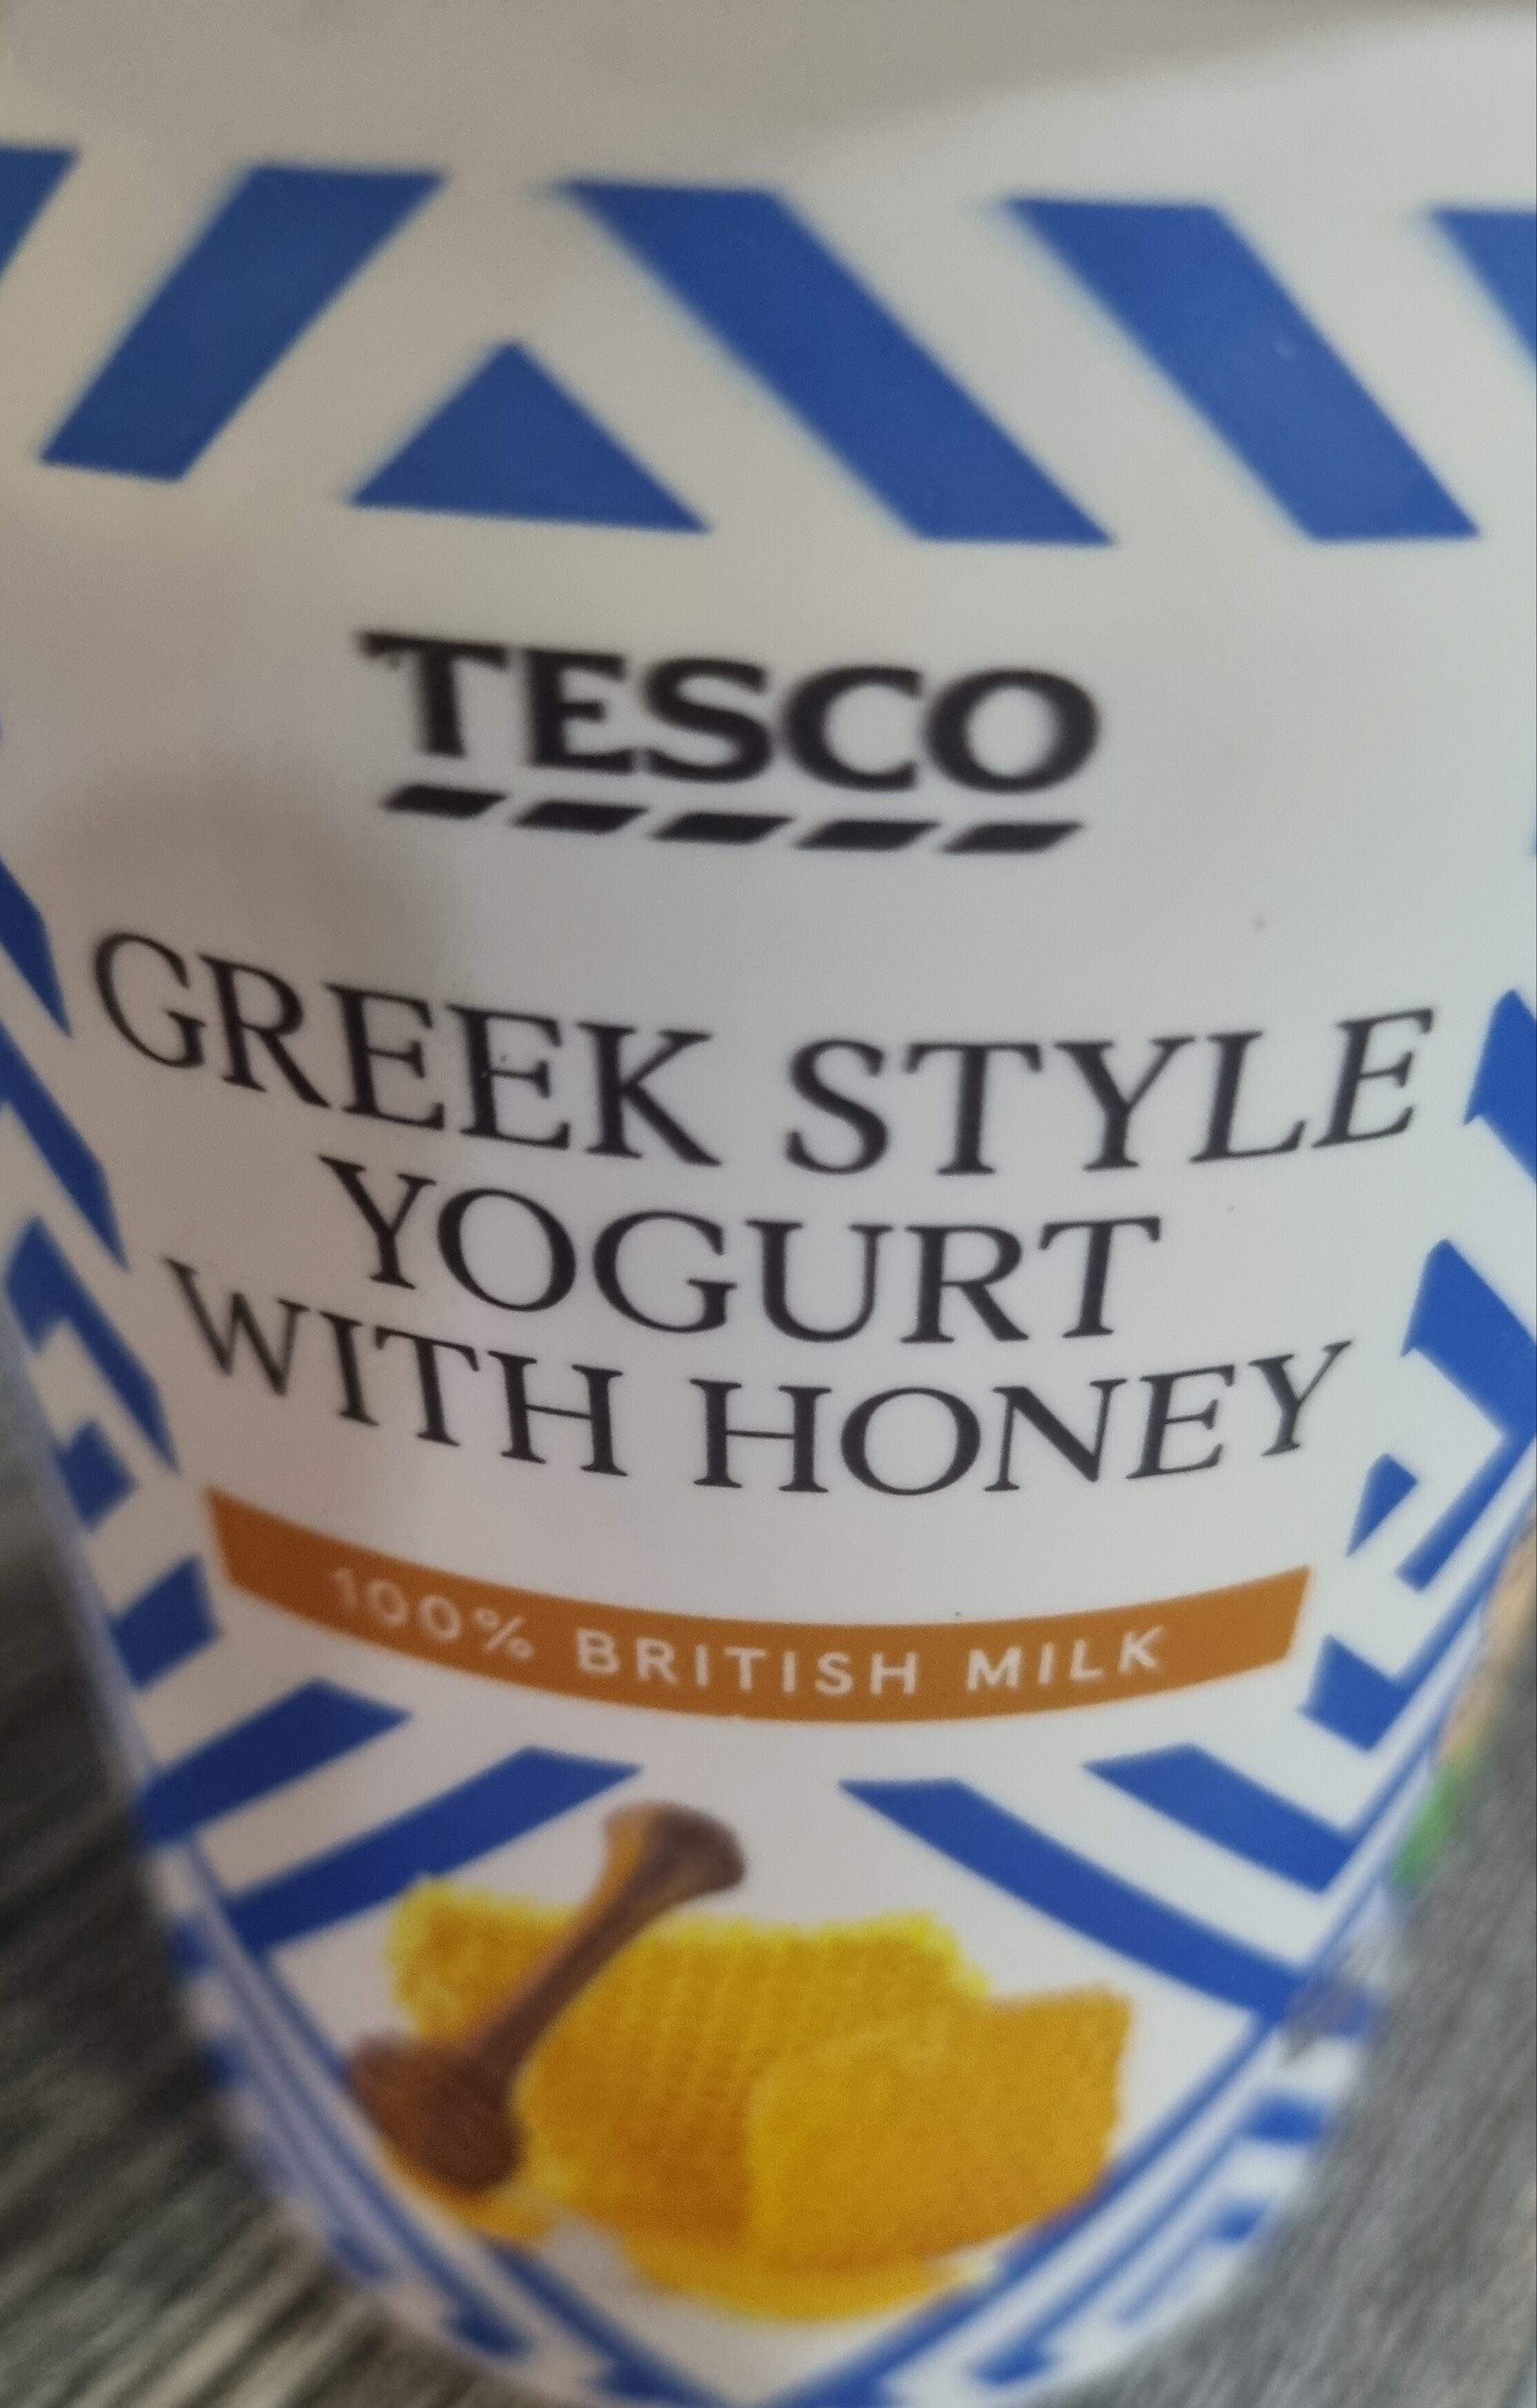 TESCO
GREEK STYLE
YOGURT
WITH HONEY
100% BRITISH MILK